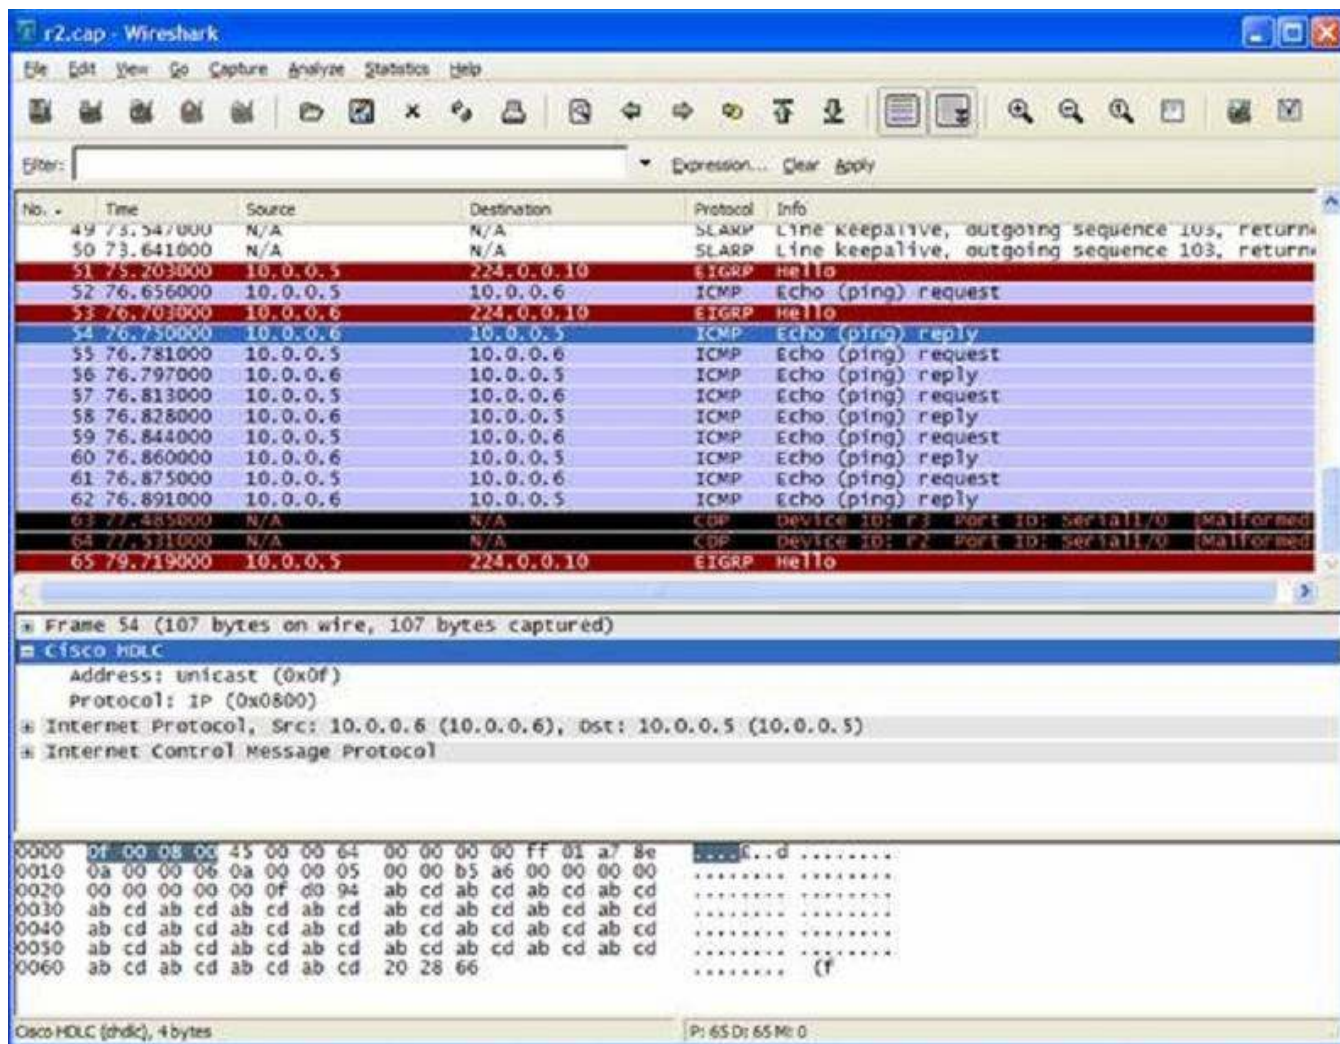 r2.cap - Wireshark
File Edit View Go Capture Analyze Statistics Help
Filter: Expression... Clear Apply
No. . Time Source Destination Protocol Info
49 73.547000 N/A N/A SLARP Line keepalive, outgoing sequence 103, returne
50 73.641000 N/A N/A SLARP Line keepalive, outgoing sequence 103, returne
51 75.203000 10.0.0.5 224.0.0.10 EIGRP Hello
52 76.656000 10.0.0.5 10.0.0.6 ICMP Echo (ping) request
53 76.703000 10.0.0.6 224.0.0.10 EIGRP Hello
54 76.750000 10.0.0.6 10.0.0.5 ICMP Echo (ping) reply
55 76.781000 10.0.0.5 10.0.0.6 ICMP Echo (ping) request
56 76.797000 10.0.0.6 10.0.0.5 ICMP Echo (ping) reply
57 76.813000 10.0.0.5 10.0.0.6 ICMP Echo (ping) request
58 76.828000 10.0.0.6 10.0.0.5 ICMP Echo (ping) reply
59 76.844000 10.0.0.5 10.0.0.6 ICMP Echo (ping) request
60 76.860000 10.0.0.6 10.0.0.5 ICMP Echo (ping) reply
61 76.875000 10.0.0.5 10.0.0.6 ICMP Echo (ping) request
62 76.891000 10.0.0.6 10.0.0.5 ICMP Echo (ping) reply
63 77.485000 N/A N/A CDP Device ID: r3 Port ID: Serial1/0 [Malformed
64 77.531000 N/A N/A CDP Device ID: r2 Port ID: Serial1/0 [Malformed
65 79.719000 10.0.0.5 224.0.0.10 EIGRP Hello
Frame 54 (107 bytes on wire, 107 bytes captured)
Cisco HDLC
Address: Unicast (0x0f)
Protocol: IP (0x0800)
Internet Protocol, Src: 10.0.0.6 (10.0.0.6), Dst: 10.0.0.5 (10.0.0.5)
Internet Control Message Protocol
0000 0f 00 08 00 45 00 00 64 00 00 00 00 ff 01 a7 8e ....E..d ........
0010 0a 00 00 06 0a 00 00 05 00 00 b5 a6 00 00 00 00 ........ ........
0020 00 00 00 00 00 0f d0 94 ab cd ab cd ab cd ab cd ........ ........
0030 ab cd ab cd ab cd ab cd ab cd ab cd ab cd ab cd ........ ........
0040 ab cd ab cd ab cd ab cd ab cd ab cd ab cd ab cd ........ ........
0050 ab cd ab cd ab cd ab cd ab cd ab cd ab cd ab cd ........ ........
0060 ab cd ab cd ab cd ab cd 20 28 66 ........ (f
Cisco HDLC (chdlc), 4 bytes P: 65 D: 65 M: 0